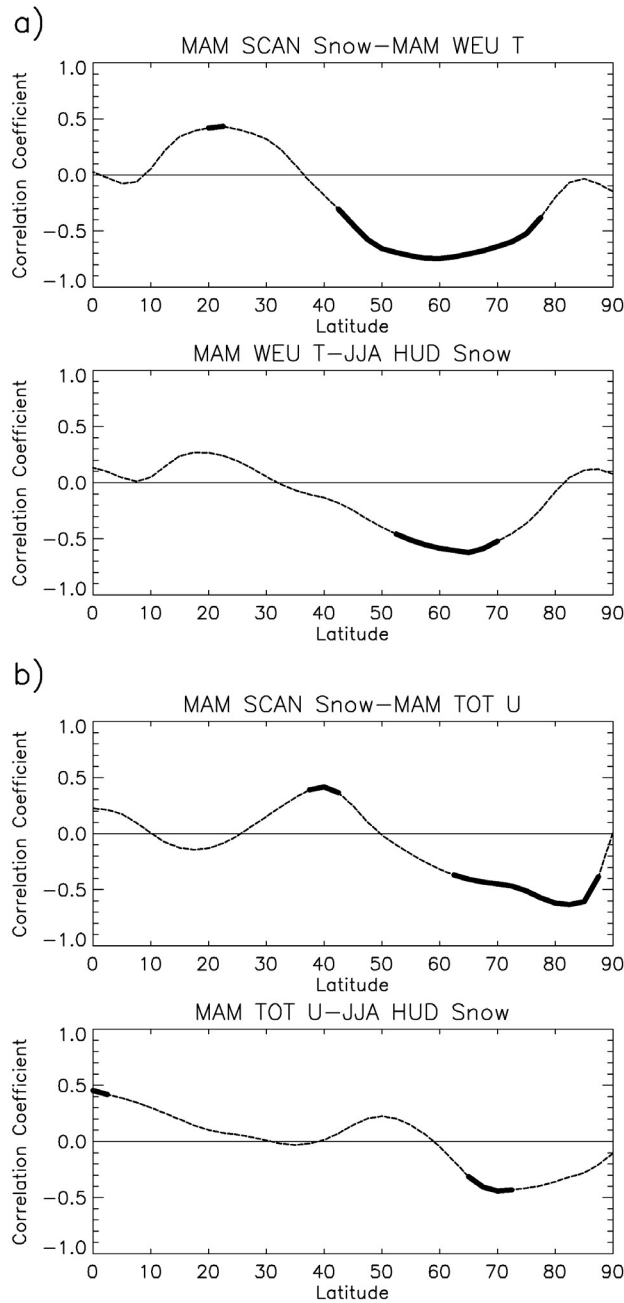 a)
MAM SCAN Snow−MAM WEU T
Correlation Coefficient
1.0
0.5
0.0
−0.5
−1.0
0 10 20 30 40 50 60 70 80 90
Latitude
MAM WEU T−JJA HUD Snow
Correlation Coefficient
1.0
0.5
0.0
−0.5
−1.0
0 10 20 30 40 50 60 70 80 90
Latitude
b)
MAM SCAN Snow−MAM TOT U
Correlation Coefficient
1.0
0.5
0.0
−0.5
−1.0
0 10 20 30 40 50 60 70 80 90
Latitude
MAM TOT U−JJA HUD Snow
Correlation Coefficient
1.0
0.5
0.0
−0.5
−1.0
0 10 20 30 40 50 60 70 80 90
Latitude